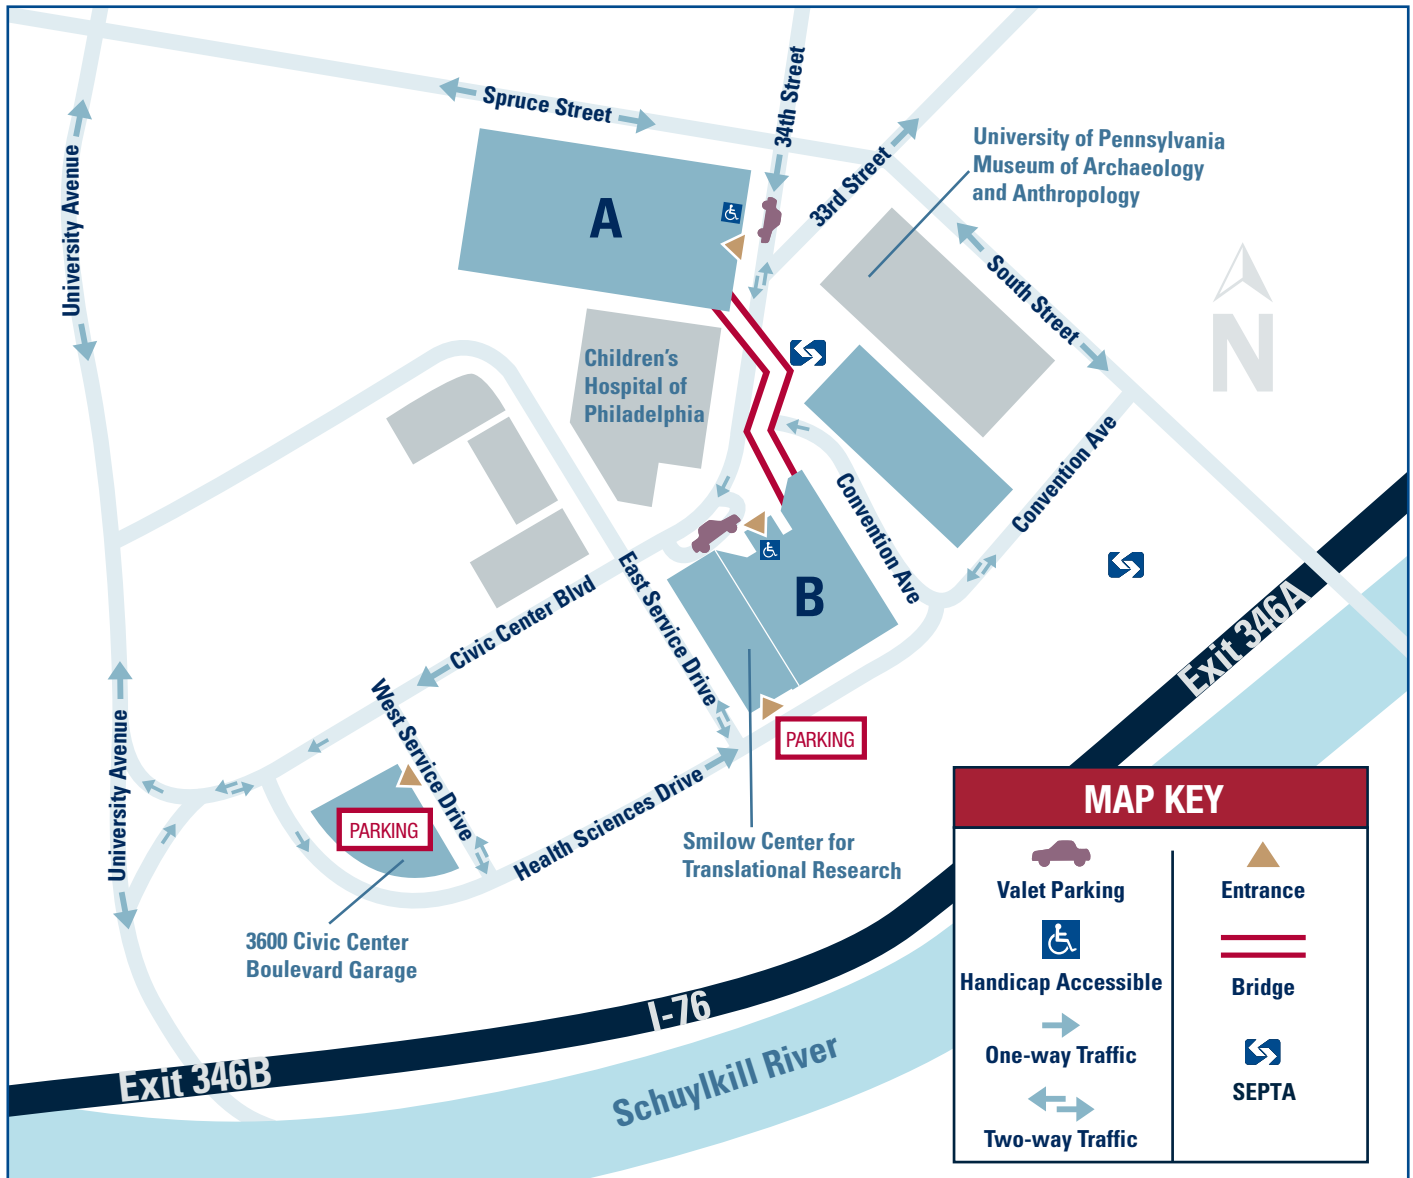 Spruce Street
34th Street
33rd Street
University of Pennsylvania
Museum of Archaeology
and Anthropology
University Avenue
A
South Street
N
Children's
Hospital of
Philadelphia
Convention Ave
Convention Ave
East Service Drive
Civic Center Blvd
B
Exit 346A
West Service Drive
University Avenue
PARKING
PARKING
Health Sciences Drive
Smilow Center for
Translational Research
3600 Civic Center
Boulevard Garage
I-76
Exit 346B
Schuylkill River
MAP KEY
Valet Parking
Entrance
Handicap Accessible
Bridge
One-way Traffic
SEPTA
Two-way Traffic